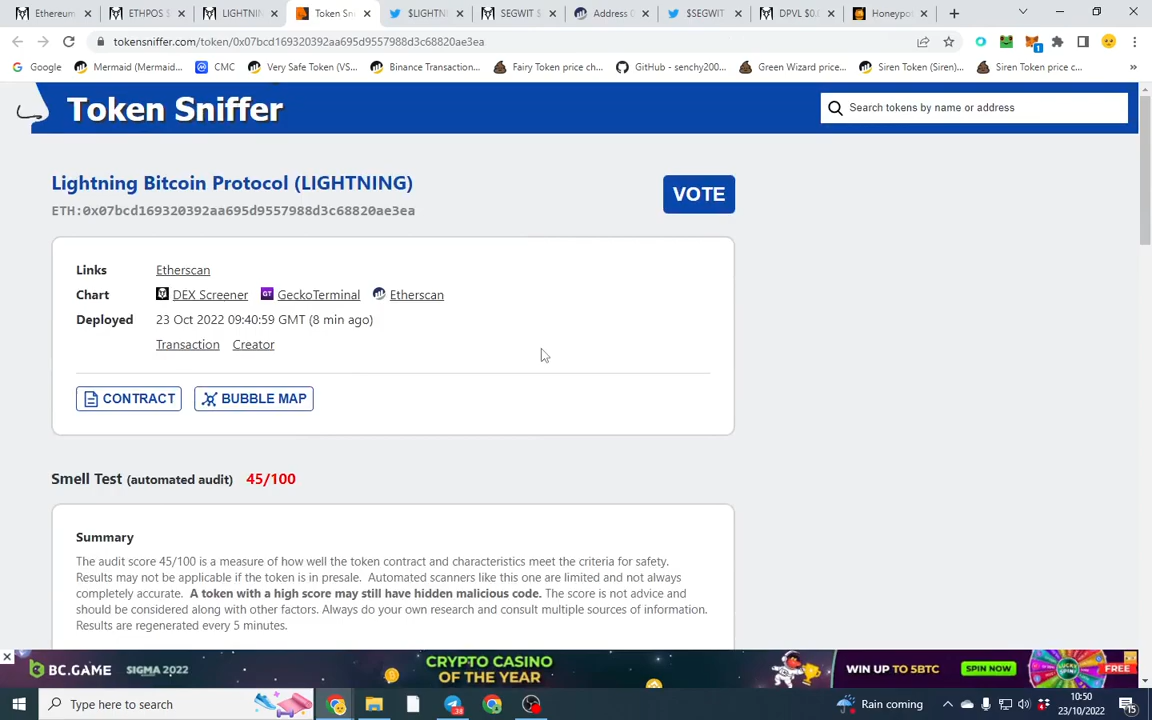 Ethereum
ETHPOS $
LIGHTNIN
Token Sn
$LIGHTN
SEGWIT $
Address
$SEGWIT
DPVL $0.
Honeypo
tokensniffer.com/token/0x07bcd169320392aa695d9557988d3c68820ae3ea
Google
Mermaid (Mermaid...
CMC
Very Safe Token (VS...
Binance Transaction...
Fairy Token price ch...
GitHub - senchy200...
Green Wizard price...
Siren Token (Siren)...
Siren Token price c...
Token Sniffer
Search tokens by name or address
Lightning Bitcoin Protocol (LIGHTNING)
VOTE
ETH:0x07bcd169320392aa695d9557988d3c68820ae3ea
Links Etherscan
Chart DEX Screener GeckoTerminal Etherscan
Deployed 23 Oct 2022 09:40:59 GMT (8 min ago)
Transaction Creator
CONTRACT BUBBLE MAP
Smell Test (automated audit) 45/100
Summary
The audit score 45/100 is a measure of how well the token contract and characteristics meet the criteria for safety.
Results may not be applicable if the token is in presale. Automated scanners like this one are limited and not always
completely accurate. A token with a high score may still have hidden malicious code. The score is not advice and
should be considered along with other factors. Always do your own research and consult multiple sources of information.
Results are regenerated every 5 minutes.
BC.GAME SIGMA 2022
CRYPTO CASINO
OF THE YEAR
WIN UP TO 5BTC
SPIN NOW
FREE
Type here to search
Rain coming
10:50
23/10/2022